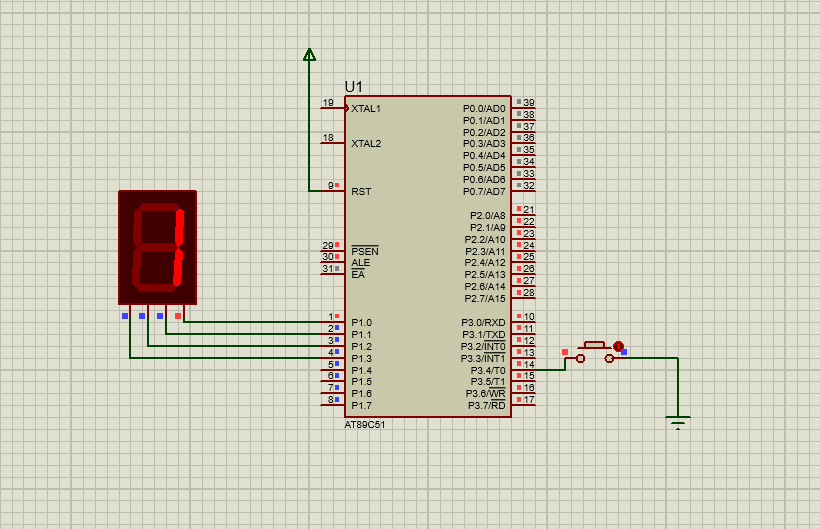 U1
19 XTAL1
18 XTAL2
9 RST
29 PSEN
30 ALE
31 EA
1 P1.0
2 P1.1
3 P1.2
4 P1.3
5 P1.4
6 P1.5
7 P1.6
8 P1.7
P0.0/AD0 39
P0.1/AD1 38
P0.2/AD2 37
P0.3/AD3 36
P0.4/AD4 35
P0.5/AD5 34
P0.6/AD6 33
P0.7/AD7 32
P2.0/A8 21
P2.1/A9 22
P2.2/A10 23
P2.3/A11 24
P2.4/A12 25
P2.5/A13 26
P2.6/A14 27
P2.7/A15 28
P3.0/RXD 10
P3.1/TXD 11
P3.2/INT0 12
P3.3/INT1 13
P3.4/T0 14
P3.5/T1 15
P3.6/WR 16
P3.7/RD 17
AT89C51
1